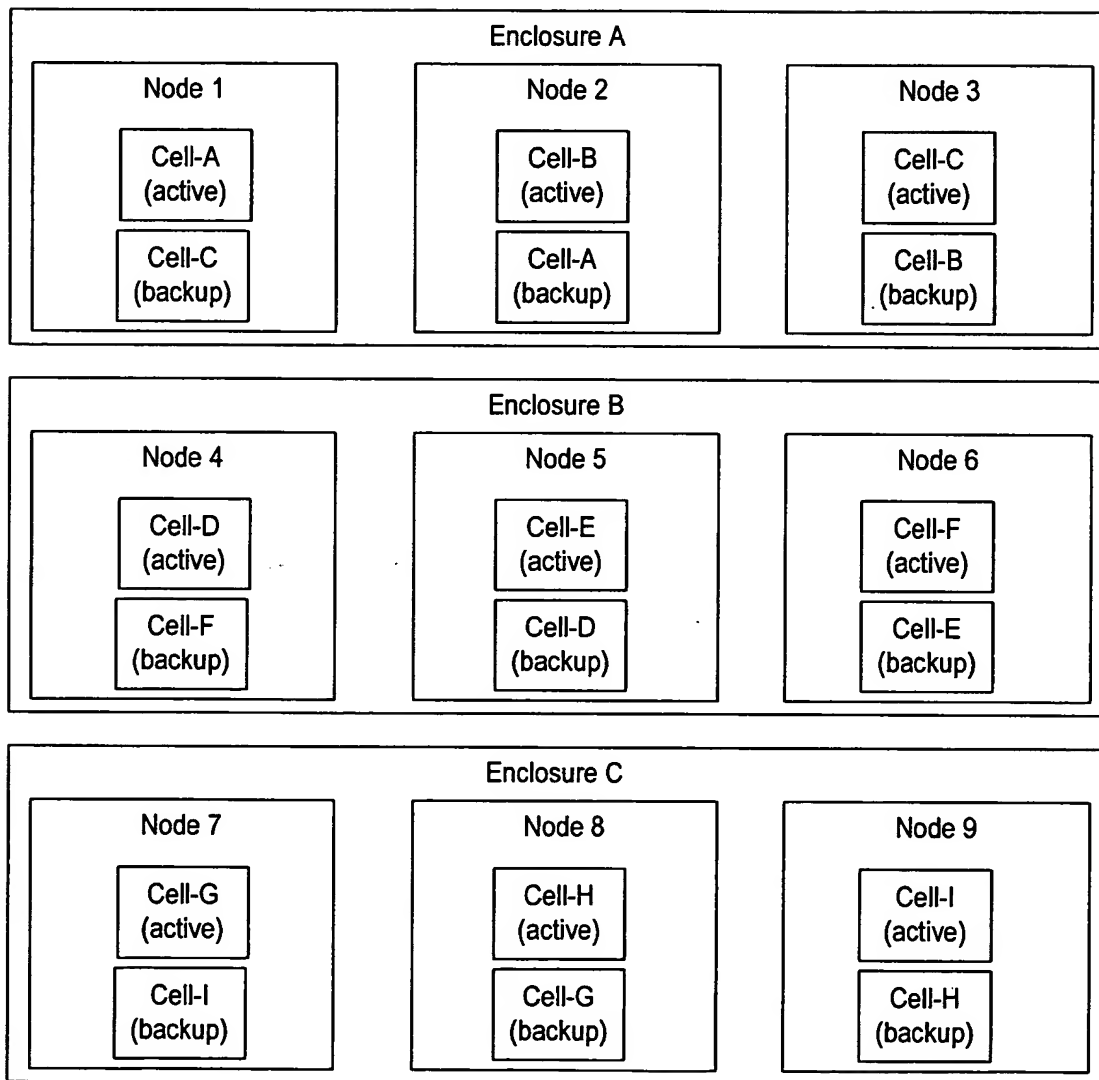 Enclosure A
Node 1
Cell-A
(active)
Cell-C
(backup)
Node 2
Cell-B
(active)
Cell-A
(backup)
Node 3
Cell-C
(active)
Cell-B
(backup)
Enclosure B
Node 4
Cell-D
(active)
Cell-F
(backup)
Node 5
Cell-E
(active)
Cell-D
(backup)
Node 6
Cell-F
(active)
Cell-E
(backup)
Enclosure C
Node 7
Cell-G
(active)
Cell-I
(backup)
Node 8
Cell-H
(active)
Cell-G
(backup)
Node 9
Cell-I
(active)
Cell-H
(backup)